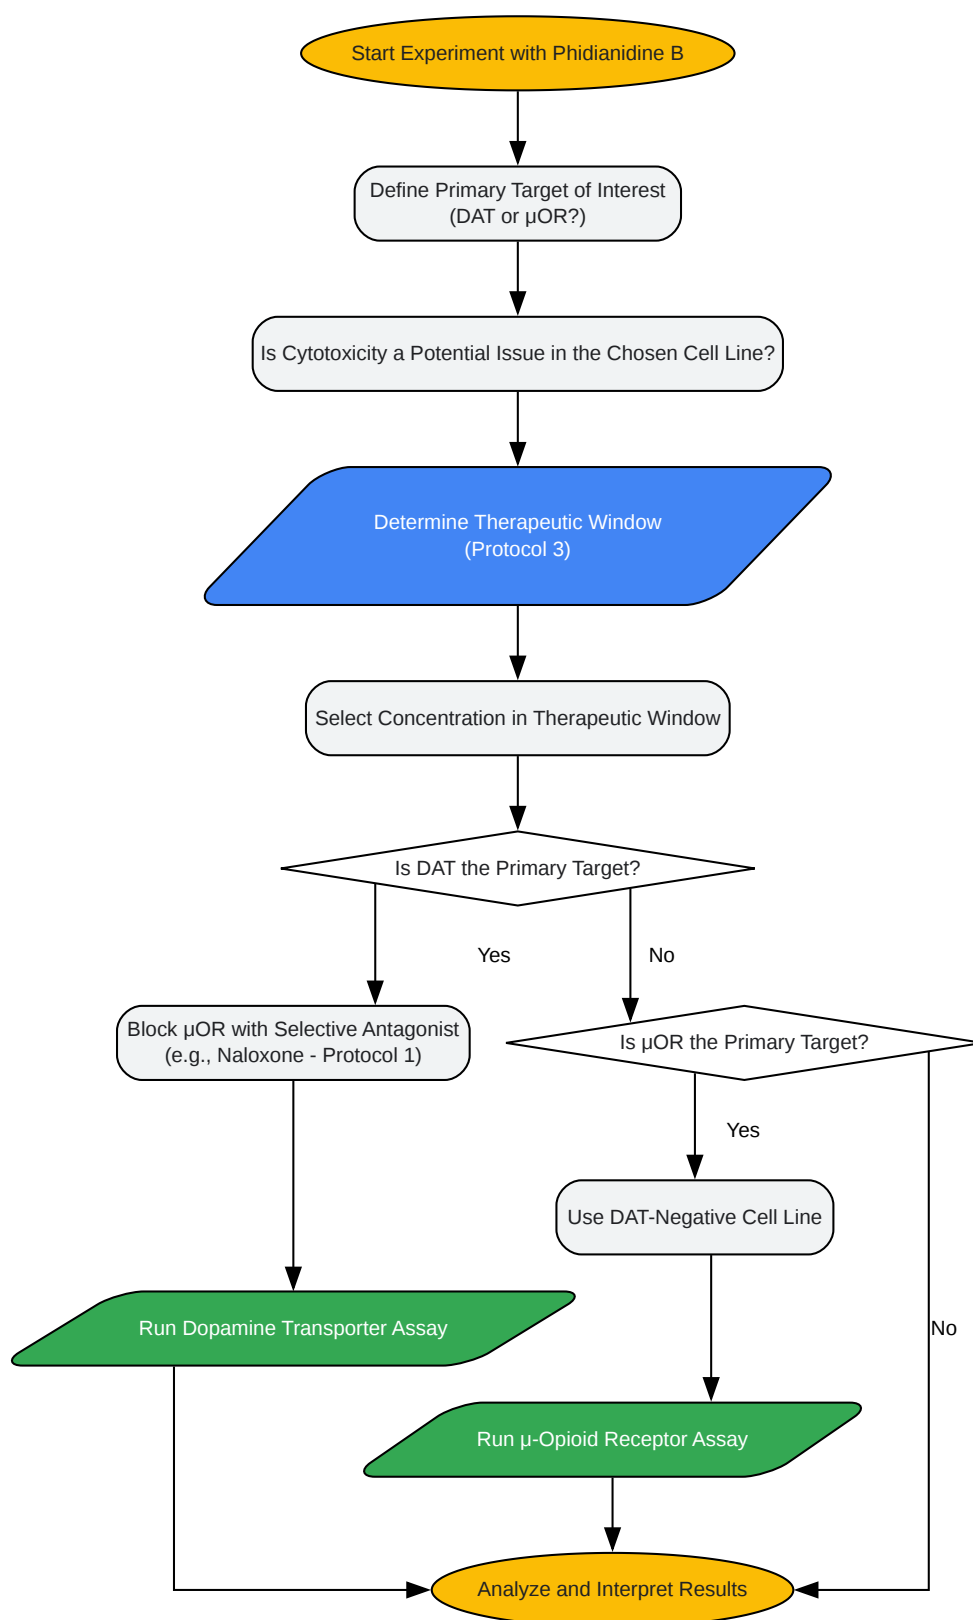 Start Experiment with Phidianidine B
Define Primary Target of Interest
(DAT or μOR?)
Is Cytotoxicity a Potential Issue in the Chosen Cell Line?
Determine Therapeutic Window
(Protocol 3)
Select Concentration in Therapeutic Window
Is DAT the Primary Target?
Yes
No
Block μOR with Selective Antagonist
(e.g., Naloxone - Protocol 1)
Is μOR the Primary Target?
Yes
Use DAT-Negative Cell Line
Run Dopamine Transporter Assay
No
Run μ-Opioid Receptor Assay
Analyze and Interpret Results